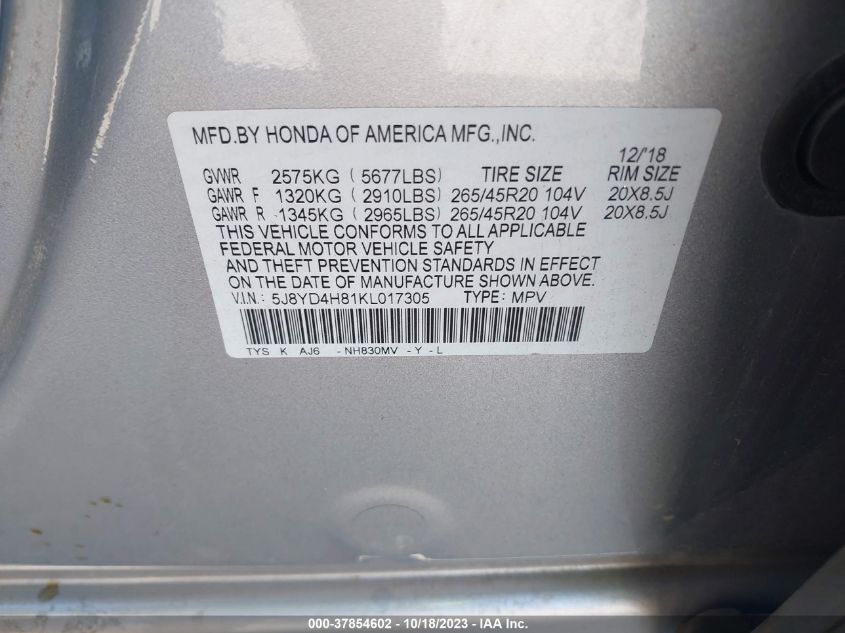 MFD.BY HONDA OF AMERICA MFG.,INC.
12/'18
GVWR 2575KG ( 5677LBS) TIRE SIZE RIM SIZE
GAWR F 1320KG ( 2910LBS) 265/45R20 104V 20X8.5J
GAWR R 1345KG ( 2965LBS) 265/45R20 104V 20X8.5J
THIS VEHICLE CONFORMS TO ALL APPLICABLE
FEDERAL MOTOR VEHICLE SAFETY
AND THEFT PREVENTION STANDARDS IN EFFECT
ON THE DATE OF MANUFACTURE SHOWN ABOVE.
V.I.N.: 5J8YD4H81KL017305 TYPE: MPV
TYS K AJ6 - NH830MV - Y - L
000-37854602 - 10/18/2023 - IAA Inc.